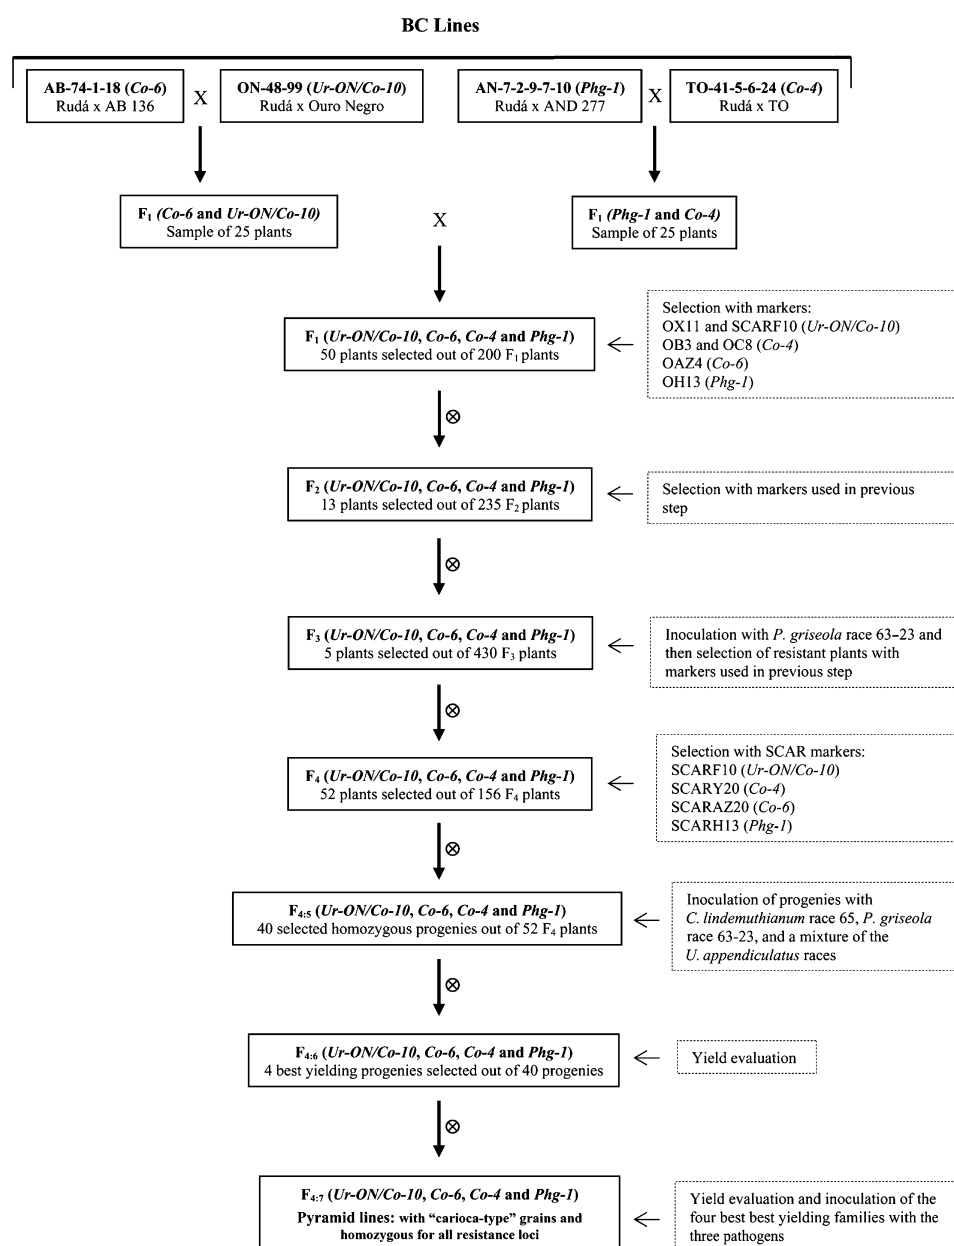 BC Lines
AB-74-1-18 (Co-6)
Rudá x AB 136
X
ON-48-99 (Ur-ON/Co-10)
Rudá x Ouro Negro
AN-7-2-9-7-10 (Phg-1)
Rudá x AND 277
X
TO-41-5-6-24 (Co-4)
Rudá x TO
F1 (Co-6 and Ur-ON/Co-10)
Sample of 25 plants
X
F1 (Phg-1 and Co-4)
Sample of 25 plants
F1 (Ur-ON/Co-10, Co-6, Co-4 and Phg-1)
50 plants selected out of 200 F1 plants
Selection with markers:
OX11 and SCARF10 (Ur-ON/Co-10)
OB3 and OC8 (Co-4)
OAZ4 (Co-6)
OH13 (Phg-1)
⊗
F2 (Ur-ON/Co-10, Co-6, Co-4 and Phg-1)
13 plants selected out of 235 F2 plants
Selection with markers used in previous
step
⊗
F3 (Ur-ON/Co-10, Co-6, Co-4 and Phg-1)
5 plants selected out of 430 F3 plants
Inoculation with P. griseola race 63–23 and
then selection of resistant plants with
markers used in previous step
⊗
F4 (Ur-ON/Co-10, Co-6, Co-4 and Phg-1)
52 plants selected out of 156 F4 plants
Selection with SCAR markers:
SCARF10 (Ur-ON/Co-10)
SCARY20 (Co-4)
SCARAZ20 (Co-6)
SCARH13 (Phg-1)
⊗
F4:5 (Ur-ON/Co-10, Co-6, Co-4 and Phg-1)
40 selected homozygous progenies out of 52 F4 plants
Inoculation of progenies with
C. lindemuthianum race 65, P. griseola
race 63-23, and a mixture of the
U. appendiculatus races
⊗
F4:6 (Ur-ON/Co-10, Co-6, Co-4 and Phg-1)
4 best yielding progenies selected out of 40 progenies
Yield evaluation
⊗
F4:7 (Ur-ON/Co-10, Co-6, Co-4 and Phg-1)
Pyramid lines: with “carioca-type” grains and
homozygous for all resistance loci
Yield evaluation and inoculation of the
four best best yielding families with the
three pathogens